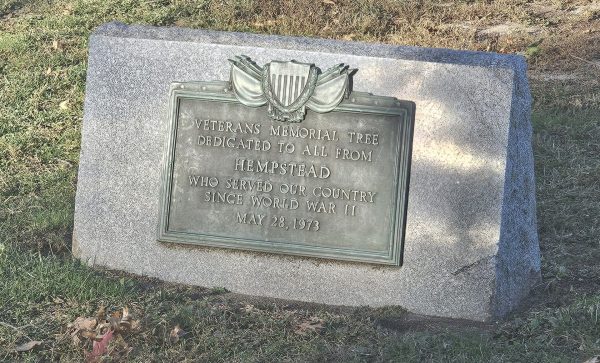 VETERANS MEMORIAL TREE
DEDICATED TO ALL FROM
HEMPSTEAD
WHO SERVED OUR COUNTRY
SINCE WORLD WAR II
MAY 28, 1973